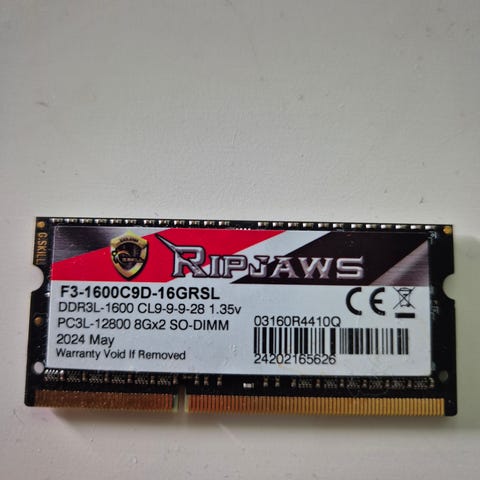 G.SKILL
RIPJAWS
F3-1600C9D-16GRSL
DDR3L-1600 CL9-9-9-28 1.35v
PC3L-12800 8Gx2 SO-DIMM
2024 May
Warranty Void If Removed
03160R4410Q
24202165626
CE